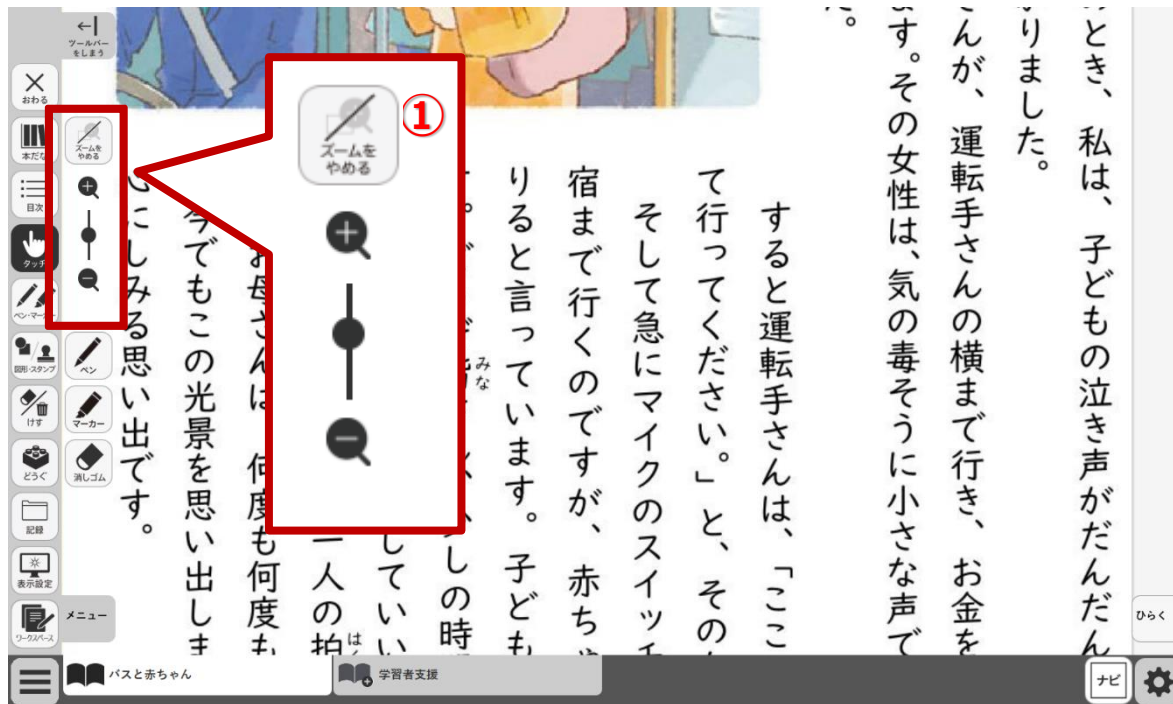 とき、私は、子どもの泣き声がだんだん
りました。
さんが、運転手さんの横まで行き、お金を
ます。その女性は、気の毒そうに小さな声で
た。
すると運転手さんは、「ここ
て行ってください。」と、その
そして急にマイクのスイッチ
宿まで行くのですが、赤ちゃ
りると言っています。子ども
みな
しの時
していい
一人の拍
は
お母さんは、何度も何度も
今でもこの光景を思い出しま
にしみる思い出です。
①
ズームを
やめる
ツールバー
をしまう
おわる
本だな
目次
タッチ
ペン・マーカー
図形・スタンプ
けす
どうぐ
記録
表示設定
ワークスペース
ズームを
やめる
ペン
マーカー
消しゴム
メニュー
ひらく
バスと赤ちゃん
学習者支援
ナビ